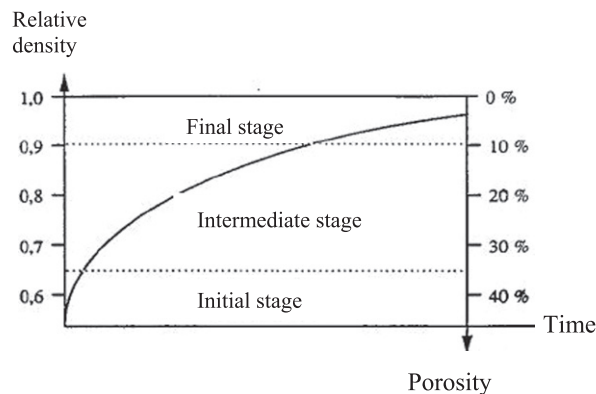 Relative
density
1,0
0 %
Final stage
0,9
10 %
0,8
20 %
Intermediate stage
0,7
30 %
0,6
Initial stage
40 %
Time
Porosity